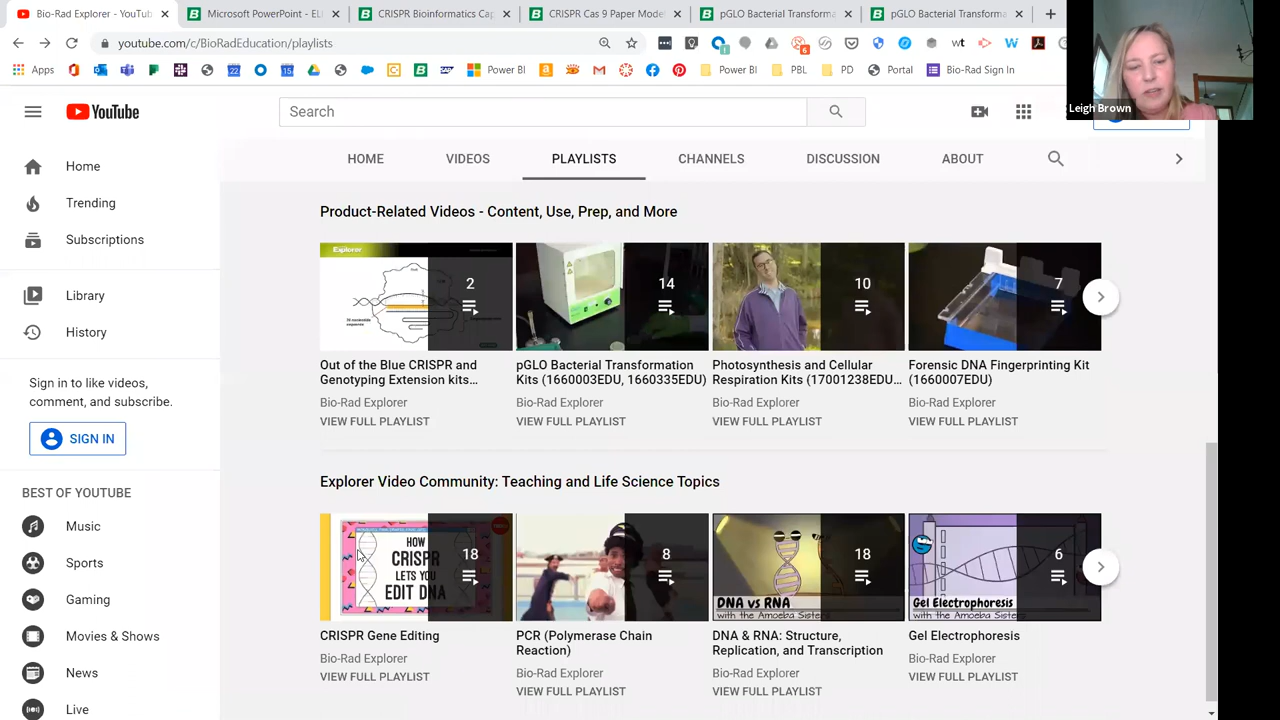 Bio-Rad Explorer - YouTub
Microsoft PowerPoint - ELI
CRISPR Bioinformatics Cap
CRISPR Cas 9 Paper Model
pGLO Bacterial Transforma
pGLO Bacterial Transforma
youtube.com/c/BioRadEducation/playlists
Apps
Power BI
Power BI
PBL
PD
Portal
Bio-Rad Sign In
Leigh Brown
YouTube
Search
HOME
VIDEOS
PLAYLISTS
CHANNELS
DISCUSSION
ABOUT
Home
Trending
Subscriptions
Library
History
Sign in to like videos,
comment, and subscribe.
SIGN IN
BEST OF YOUTUBE
Music
Sports
Gaming
Movies & Shows
News
Live
Product-Related Videos - Content, Use, Prep, and More
Explorer
2
14
10
7
Out of the Blue CRISPR and
Genotyping Extension kits...
Bio-Rad Explorer
VIEW FULL PLAYLIST
pGLO Bacterial Transformation
Kits (1660003EDU, 1660335EDU)
Bio-Rad Explorer
VIEW FULL PLAYLIST
Photosynthesis and Cellular
Respiration Kits (17001238EDU...
Bio-Rad Explorer
VIEW FULL PLAYLIST
Forensic DNA Fingerprinting Kit
(1660007EDU)
Bio-Rad Explorer
VIEW FULL PLAYLIST
Explorer Video Community: Teaching and Life Science Topics
HOW
CRISPR
LETS YOU
EDIT DNA
18
8
DNA vs RNA
with the Amoeba Sisters
18
Gel Electrophoresis
with the Amoeba Sisters
6
CRISPR Gene Editing
Bio-Rad Explorer
VIEW FULL PLAYLIST
PCR (Polymerase Chain
Reaction)
Bio-Rad Explorer
VIEW FULL PLAYLIST
DNA & RNA: Structure,
Replication, and Transcription
Bio-Rad Explorer
VIEW FULL PLAYLIST
Gel Electrophoresis
Bio-Rad Explorer
VIEW FULL PLAYLIST